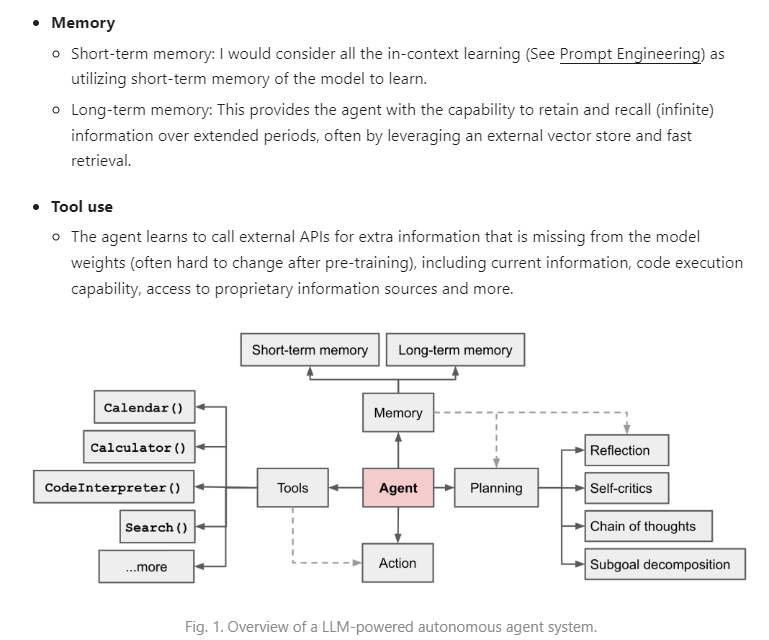 Memory
Short-term memory: I would consider all the in-context learning (See Prompt Engineering) as
utilizing short-term memory of the model to learn.
Long-term memory: This provides the agent with the capability to retain and recall (infinite)
information over extended periods, often by leveraging an external vector store and fast
retrieval.
Tool use
The agent learns to call external APIs for extra information that is missing from the model
weights (often hard to change after pre-training), including current information, code execution
capability, access to proprietary information sources and more.
Short-term memory
Long-term memory
Calendar()
Memory
Calculator()
Reflection
CodeInterpreter()
Tools
Agent
Planning
Self-critics
Search()
Chain of thoughts
...more
Action
Subgoal decomposition
Fig. 1. Overview of a LLM-powered autonomous agent system.